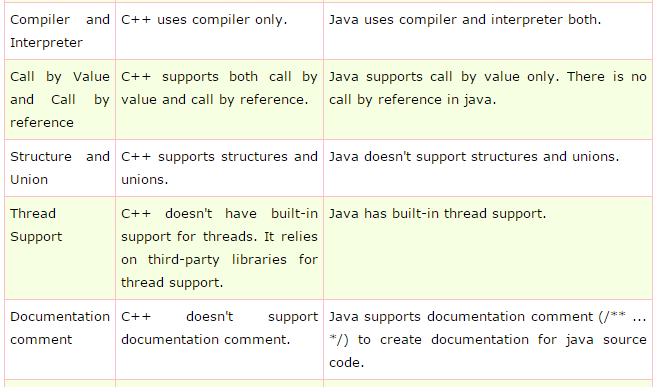 Compiler and Interpreter
C++ uses compiler only.
Java uses compiler and interpreter both.
Call by Value and Call by reference
C++ supports both call by value and call by reference.
Java supports call by value only. There is no call by reference in java.
Structure and Union
C++ supports structures and unions.
Java doesn't support structures and unions.
Thread Support
C++ doesn't have built-in support for threads. It relies on third-party libraries for thread support.
Java has built-in thread support.
Documentation comment
C++ doesn't support documentation comment.
Java supports documentation comment (/** ... */) to create documentation for java source code.